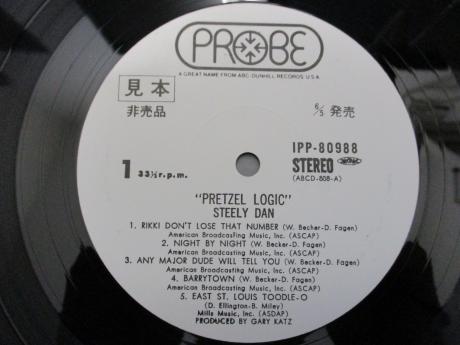 PROBE
A GREAT NAME FROM ABC-DUNHILL RECORDS U.S.A.
見本
非売品
6/5 発売
IPP-80988
1 33⅓r.p.m.
STEREO
(ABCD-808-A)
"PRETZEL LOGIC"
STEELY DAN
1. RIKKI DON'T LOSE THAT NUMBER (W. Becker-D. Fagen)
American Broadcasfing Music, Inc. (ASCAP)
2. NIGHT BY NIGHT (W. Becker-D. Fagen)
American Broadcasting Music, Inc. (ASCAP)
3. ANY MAJOR DUDE WILL TELL YOU (W. Becker-D. Fagen)
American Broadcasting Music, Inc. (ASCAP)
4. BARRYTOWN (W. Becker-D. Fagen)
American Broadcasting Music, Inc. (ASCAP)
5. EAST ST. LOUIS TOODLE-O
(D. Ellington-B. Miley)
Mills Music, Inc. (ASDAP)
PRODUCED BY GARY KATZ